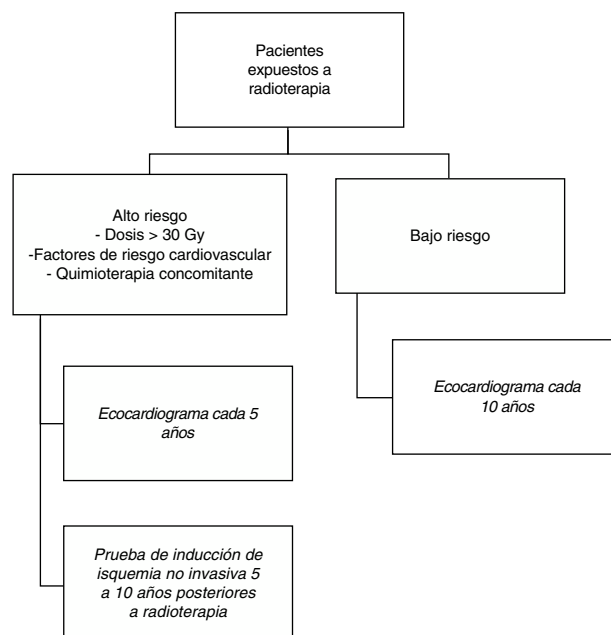 Pacientes
expuestos a
radioterapia
Alto riesgo
- Dosis > 30 Gy
-Factores de riesgo cardiovascular
- Quimioterapia concomitante
Bajo riesgo
Ecocardiograma cada 5
años
Ecocardiograma cada
10 años
Prueba de inducción de
isquemia no invasiva 5
a 10 años posteriores
a radioterapia